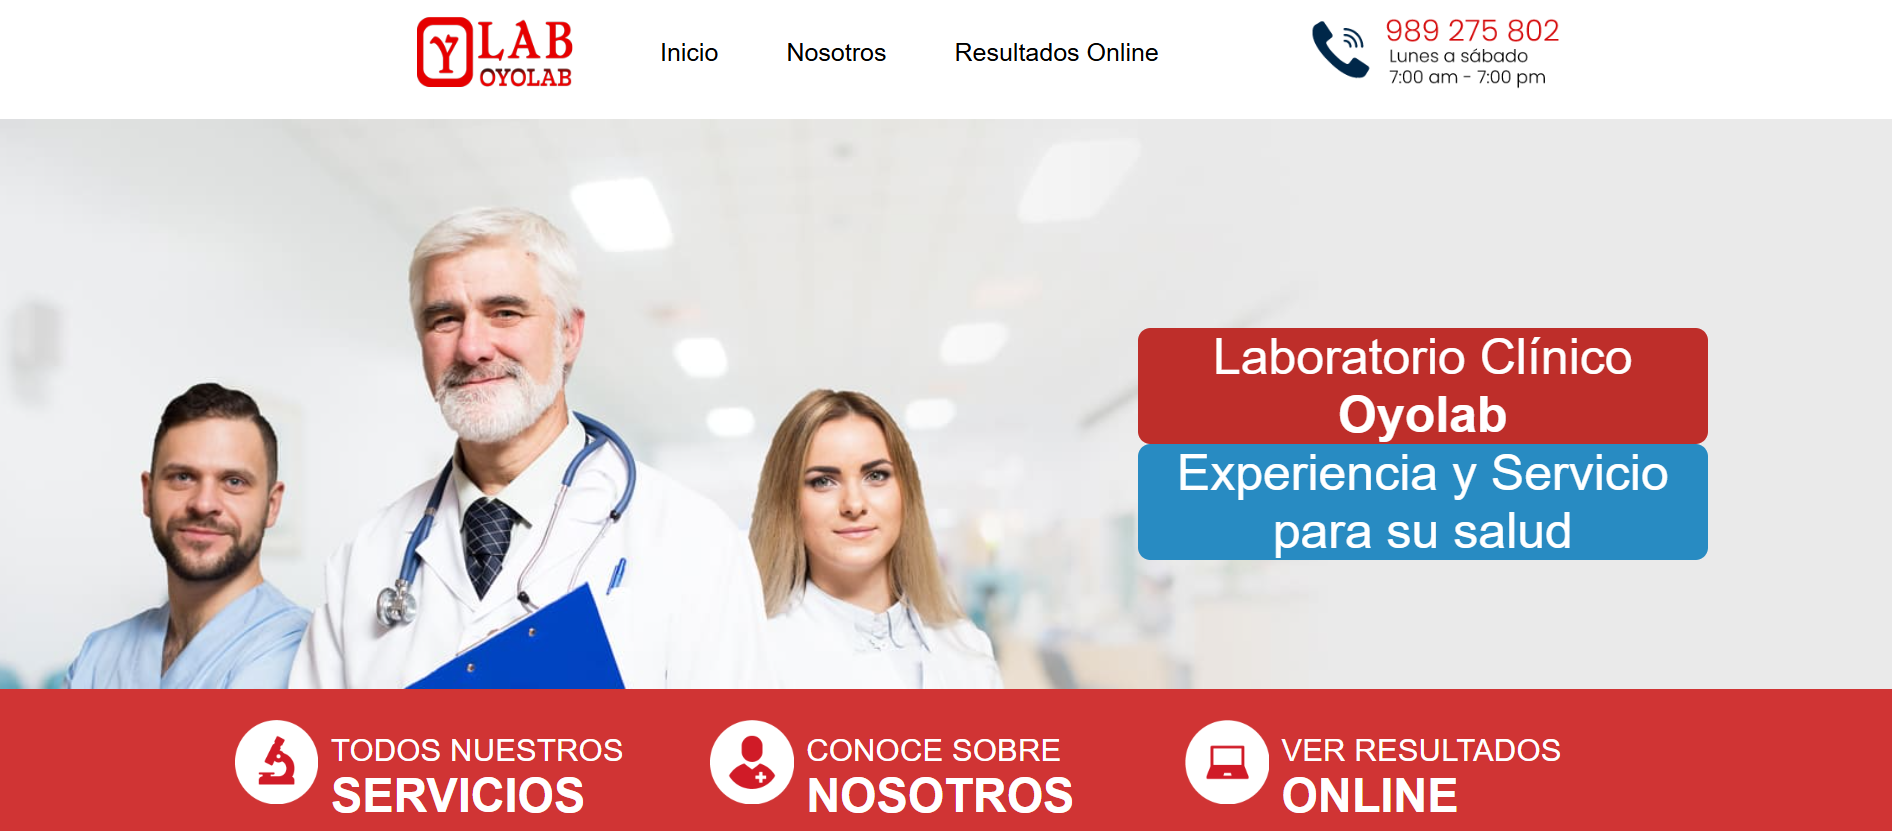 Y LAB
OYOLAB
Inicio
Nosotros
Resultados Online
989 275 802
Lunes a sábado
7:00 am - 7:00 pm
Laboratorio Clínico
Oyolab
Experiencia y Servicio
para su salud
TODOS NUESTROS
SERVICIOS
CONOCE SOBRE
NOSOTROS
VER RESULTADOS
ONLINE